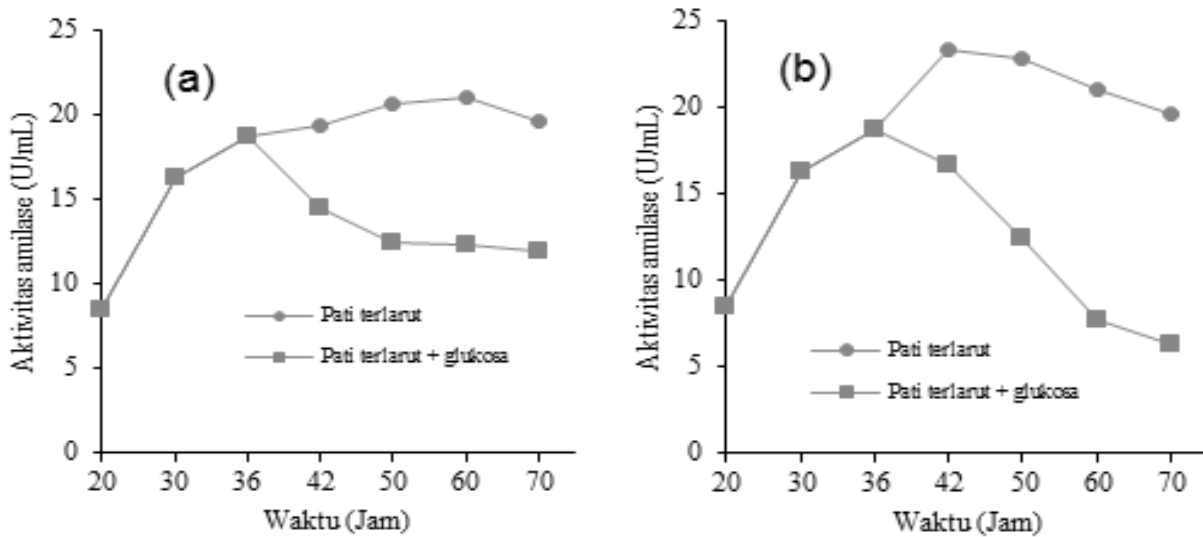 (a)
Aktivitas amilase (U/mL)
25
20
15
10
5
0
Pati terlarut
Pati terlarut + glukosa
20 30 36 42 50 60 70
Waktu (Jam)
(b)
Aktivitas amilase (U/mL)
25
20
15
10
5
0
Pati terlarut
Pati terlarut + glukosa
20 30 36 42 50 60 70
Waktu (Jam)